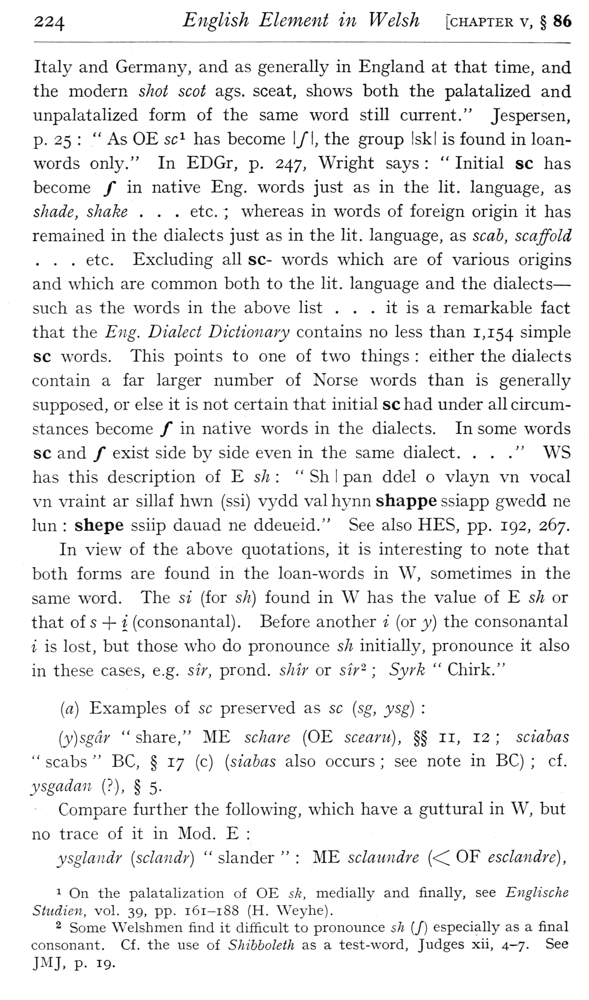 224 English Element in Welsh [CHAPTER V, § 86
Italy and Germany, and as generally in England at that time, and
the modern shot scot ags. sceat, shows both the palatalized and
unpalatalized form of the same word still current.” Jespersen,
p. 25 : “ As OE sc¹ has become |ʃ|, the group |sk| is found in loan-
words only.” In EDGr, p. 247, Wright says : “ Initial sc has
become ʃ in native Eng. words just as in the lit. language, as
shade, shake . . . etc. ; whereas in words of foreign origin it has
remained in the dialects just as in the lit. language, as scab, scaffold
. . . etc. Excluding all sc- words which are of various origins
and which are common both to the lit. language and the dialects—
such as the words in the above list . . . it is a remarkable fact
that the Eng. Dialect Dictionary contains no less than 1,154 simple
sc words. This points to one of two things : either the dialects
contain a far larger number of Norse words than is generally
supposed, or else it is not certain that initial sc had under all circum-
stances become ʃ in native words in the dialects. In some words
sc and ʃ exist side by side even in the same dialect. . . .” WS
has this description of E sh : “ Sh | pan ddel o vlayn vn vocal
vn vraint ar sillaf hwn (ssi) vydd val hynn shappe ssiapp gwedd ne
lun : shepe ssiip dauad ne ddeueid.” See also HES, pp. 192, 267.
In view of the above quotations, it is interesting to note that
both forms are found in the loan-words in W, sometimes in the
same word. The si (for sh) found in W has the value of E sh or
that of s + i̯ (consonantal). Before another i (or y) the consonantal
i is lost, but those who do pronounce sh initially, pronounce it also
in these cases, e.g. sîr, prond. shîr or sîr² ; Syrk “ Chirk.”
(a) Examples of sc preserved as sc (sg, ysg) :
(y)sgâr “ share,” ME schare (OE scearu), §§ 11, 12 ; sciabas
“ scabs ” BC, § 17 (c) (siabas also occurs ; see note in BC) ; cf.
ysgadan (?), § 5.
Compare further the following, which have a guttural in W, but
no trace of it in Mod. E :
ysglandr (sclandr) “ slander ” : ME sclaundre (< OF esclandre),
¹ On the palatalization of OE sk, medially and finally, see Englische
Studien, vol. 39, pp. 161–188 (H. Weyhe).
² Some Welshmen find it difficult to pronounce sh (ʃ) especially as a final
consonant. Cf. the use of Shibboleth as a test-word, Judges xii, 4–7. See
JMJ, p. 19.